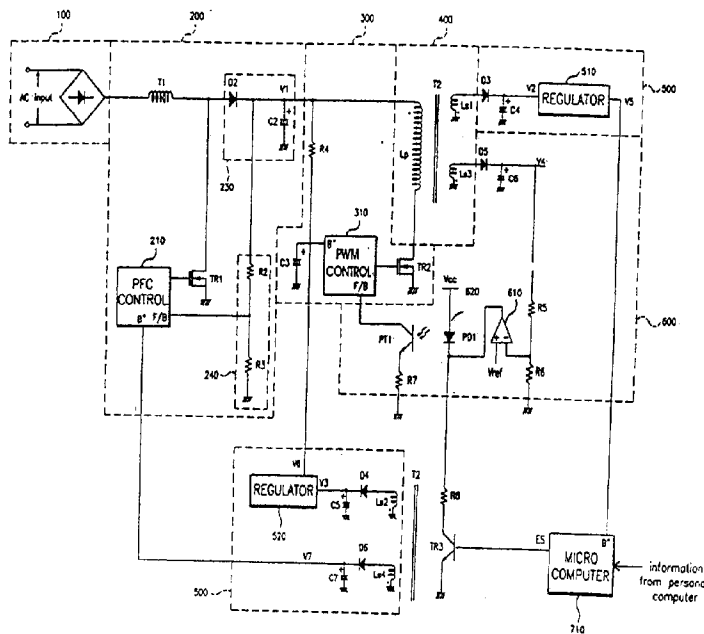 100
200
300
400
T1
D2
V1
T2
D3
V2
510
REGULATOR
V5
500
AC input
C2
R4
Lp
Ls1
C4
230
D5
V4
Ls3
C6
210
310
C3
B+
PWM
CONTROL
F/B
TR2
PFC
CONTROL
F/B
B+
TR1
R2
R3
240
Vcc
620
610
R5
PD1
PT1
Vref
R6
R7
600
REGULATOR
520
V3
D4
C5
Ls2
T2
R8
V7
D6
C7
Ls4
500
TR3
ES
B+
MICRO
COMPUTER
710
information
from persona
computer